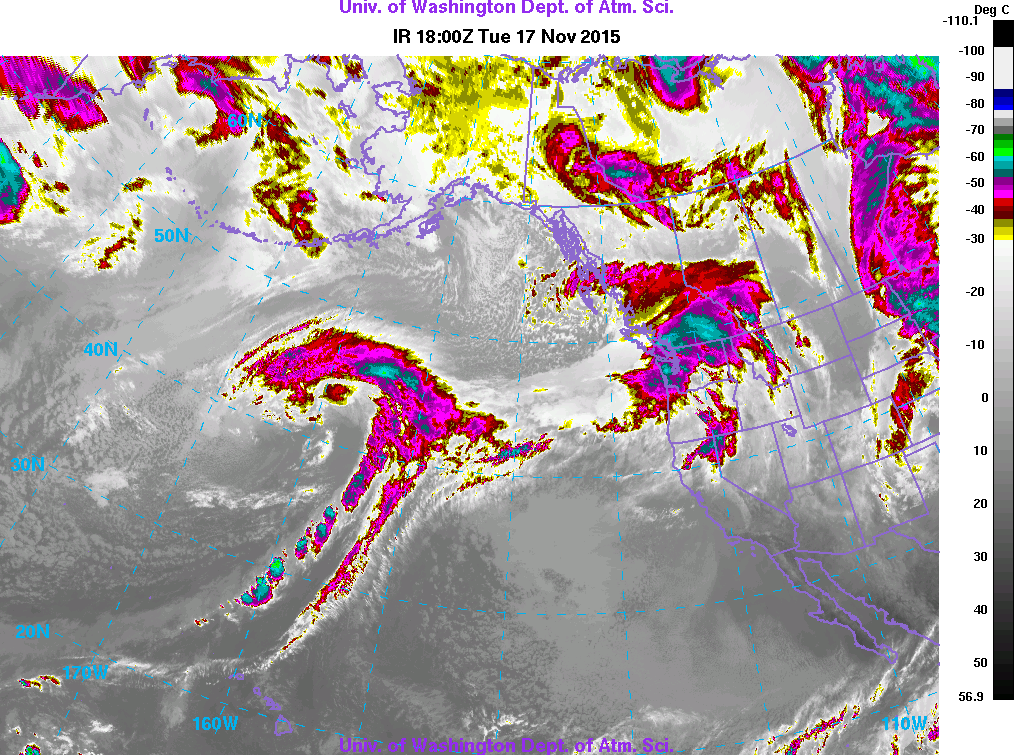 Univ. of Washington Dept. of Atm. Sci.
Deg C
IR 18:00Z Tue 17 Nov 2015
-110.1
-100
-90
-80
-70
-60
-50
-40
-30
-20
-10
0
10
20
30
40
50
56.9
60N
50N
40N
30N
20N
170W
160W
110W
Univ. of Washington Dept. of Atm. Sci.